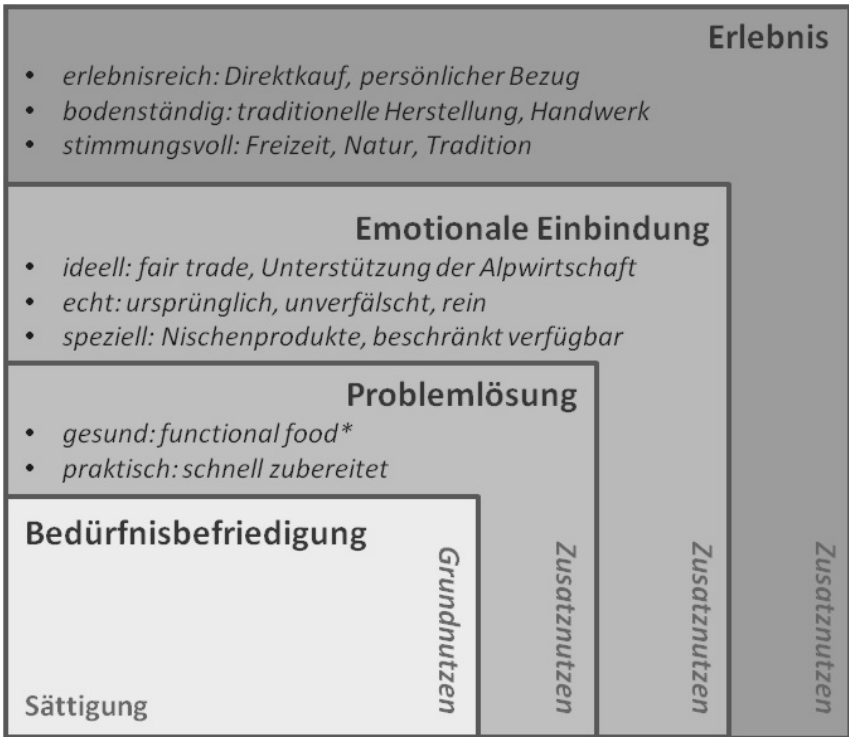 Erlebnis
• erlebnisreich: Direktkauf, persönlicher Bezug
• bodenständig: traditionelle Herstellung, Handwerk
• stimmungsvoll: Freizeit, Natur, Tradition
Emotionale Einbindung
• ideell: fair trade, Unterstützung der Alpwirtschaft
• echt: ursprünglich, unverfälscht, rein
• speziell: Nischenprodukte, beschränkt verfügbar
Problemlösung
• gesund: functional food*
• praktisch: schnell zubereitet
Bedürfnisbefriedigung
Sättigung
Grundnutzen
Zusatznutzen
Zusatznutzen
Zusatznutzen